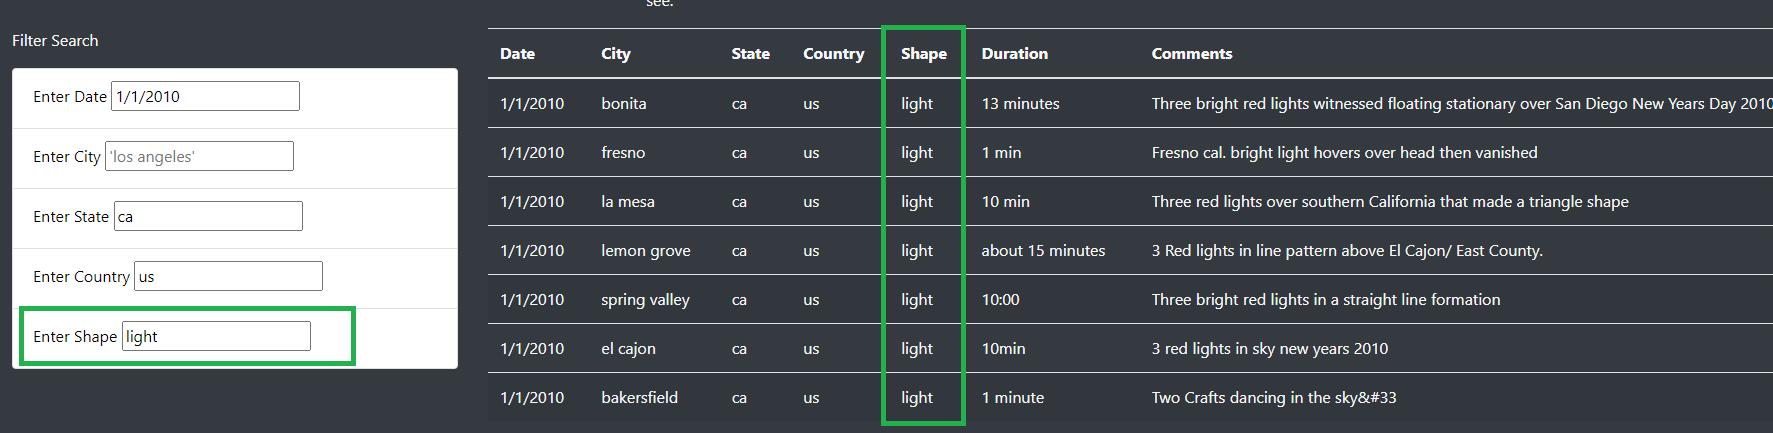 see.
Filter Search
Enter Date 1/1/2010
Enter City 'los angeles'
Enter State ca
Enter Country us
Enter Shape light
Date City State Country Shape Duration Comments
1/1/2010 bonita ca us light 13 minutes Three bright red lights witnessed floating stationary over San Diego New Years Day 2010
1/1/2010 fresno ca us light 1 min Fresno cal. bright light hovers over head then vanished
1/1/2010 la mesa ca us light 10 min Three red lights over southern California that made a triangle shape
1/1/2010 lemon grove ca us light about 15 minutes 3 Red lights in line pattern above El Cajon/ East County.
1/1/2010 spring valley ca us light 10:00 Three bright red lights in a straight line formation
1/1/2010 el cajon ca us light 10min 3 red lights in sky new years 2010
1/1/2010 bakersfield ca us light 1 minute Two Crafts dancing in the sky&#33